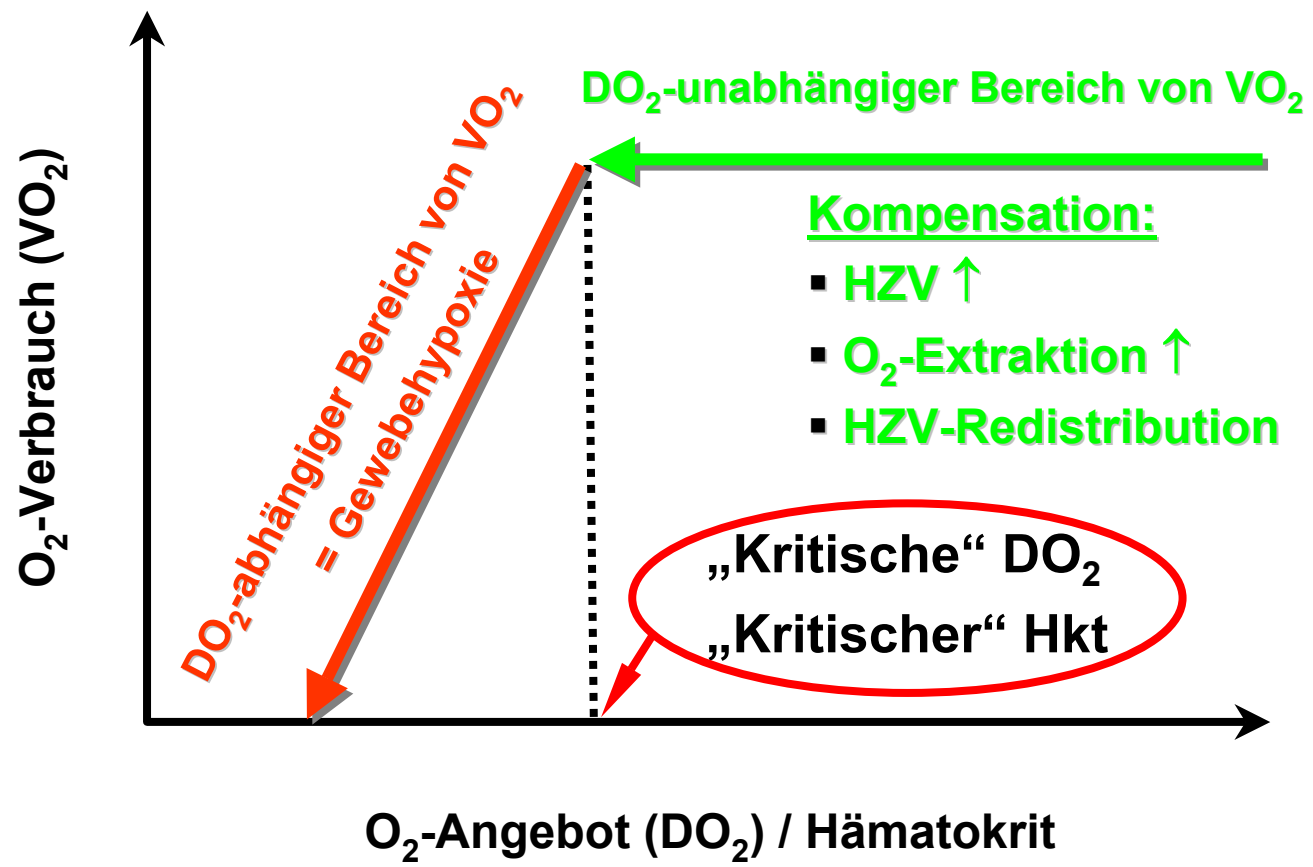 DO₂-unabhängiger Bereich von VO₂
DO₂-abhängiger Bereich von VO₂
= Gewebehypoxie
O₂-Verbrauch (VO₂)
Kompensation:
▪ HZV ↑
▪ O₂-Extraktion ↑
▪ HZV-Redistribution
„Kritische“ DO₂
„Kritischer“ Hkt
O₂-Angebot (DO₂) / Hämatokrit